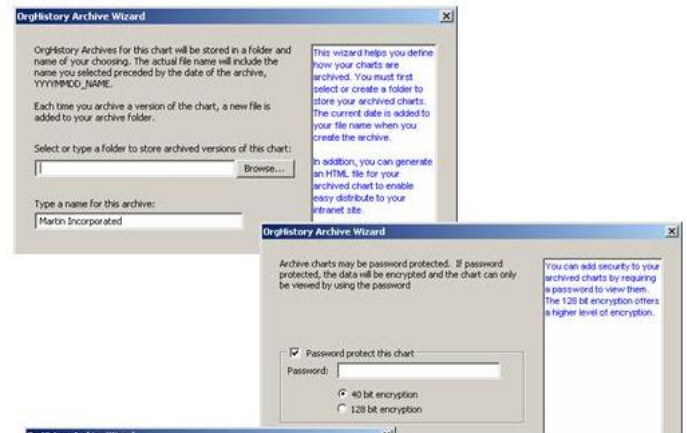 OrgHistory Archive Wizard
OrgHistory Archives for this chart will be stored in a folder and
name of your choosing. The actual file name will include the
name you selected preceded by the date of the archive,
YYYYMMDD_NAME.
Each time you archive a version of the chart, a new file is
added to your archive folder.
Select or type a folder to store archived versions of this chart:
Browse...
Type a name for this archive:
Martin Incorporated
This wizard helps you define
how your charts are
archived. You must first
select or create a folder to
store your archived charts.
The current date is added to
your file name when you
create the archive.
In addition, you can generate
an HTML file for your
archived chart to enable
easy distribute to your
intranet site.
OrgHistory Archive Wizard
Archive charts may be password protected. If password
protected, the data will be encrypted and the chart can only
be viewed by using the password
Password protect this chart
Password:
40 bit encryption
128 bit encryption
You can add security to your
archived charts by requiring
a password to view them.
The 128 bit encryption offers
a higher level of encryption.